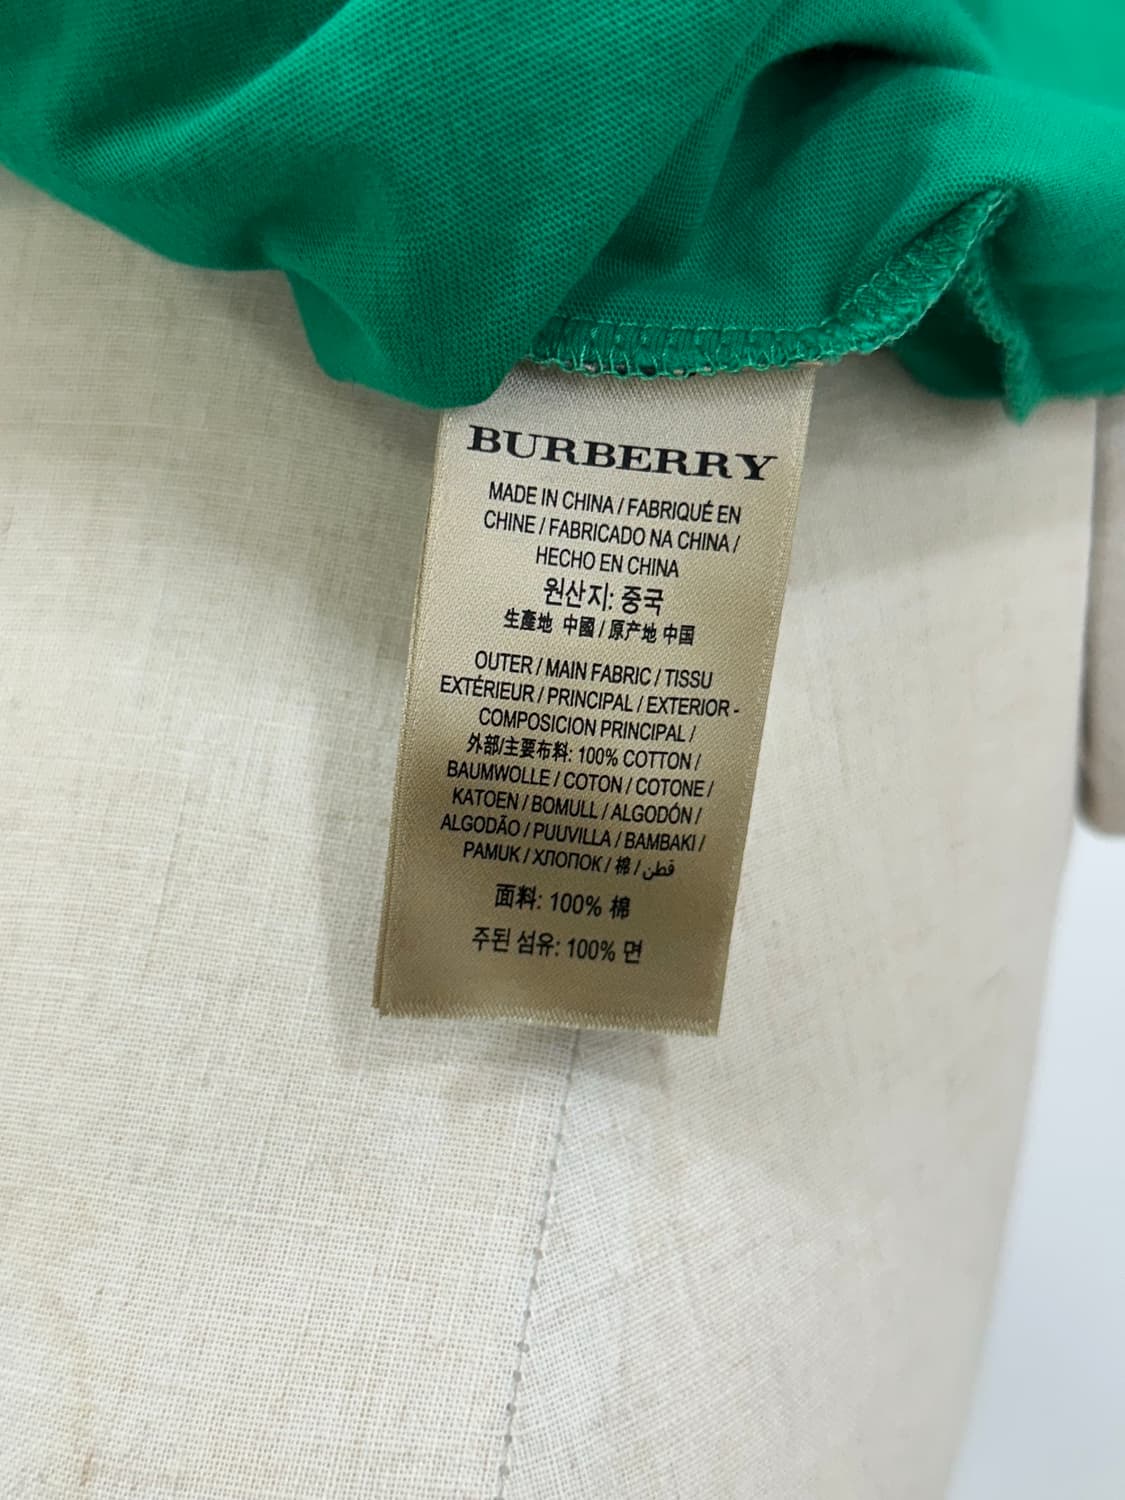 BURBERRY
MADE IN CHINA / FABRIQUÉ EN
CHINE / FABRICADO NA CHINA /
HECHO EN CHINA
원산지: 중국
生產地 中國 / 原产地 中国
OUTER / MAIN FABRIC / TISSU
EXTÉRIEUR / PRINCIPAL / EXTERIOR -
COMPOSICION PRINCIPAL /
外部/主要布料: 100% COTTON /
BAUMWOLLE / COTON / COTONE /
KATOEN / BOMULL / ALGODÓN /
ALGODÃO / PUUVILLA / BAMBAKI /
PAMUK / ХЛОПОК / 棉 / قطن
面料: 100% 棉
주된 섬유: 100% 면